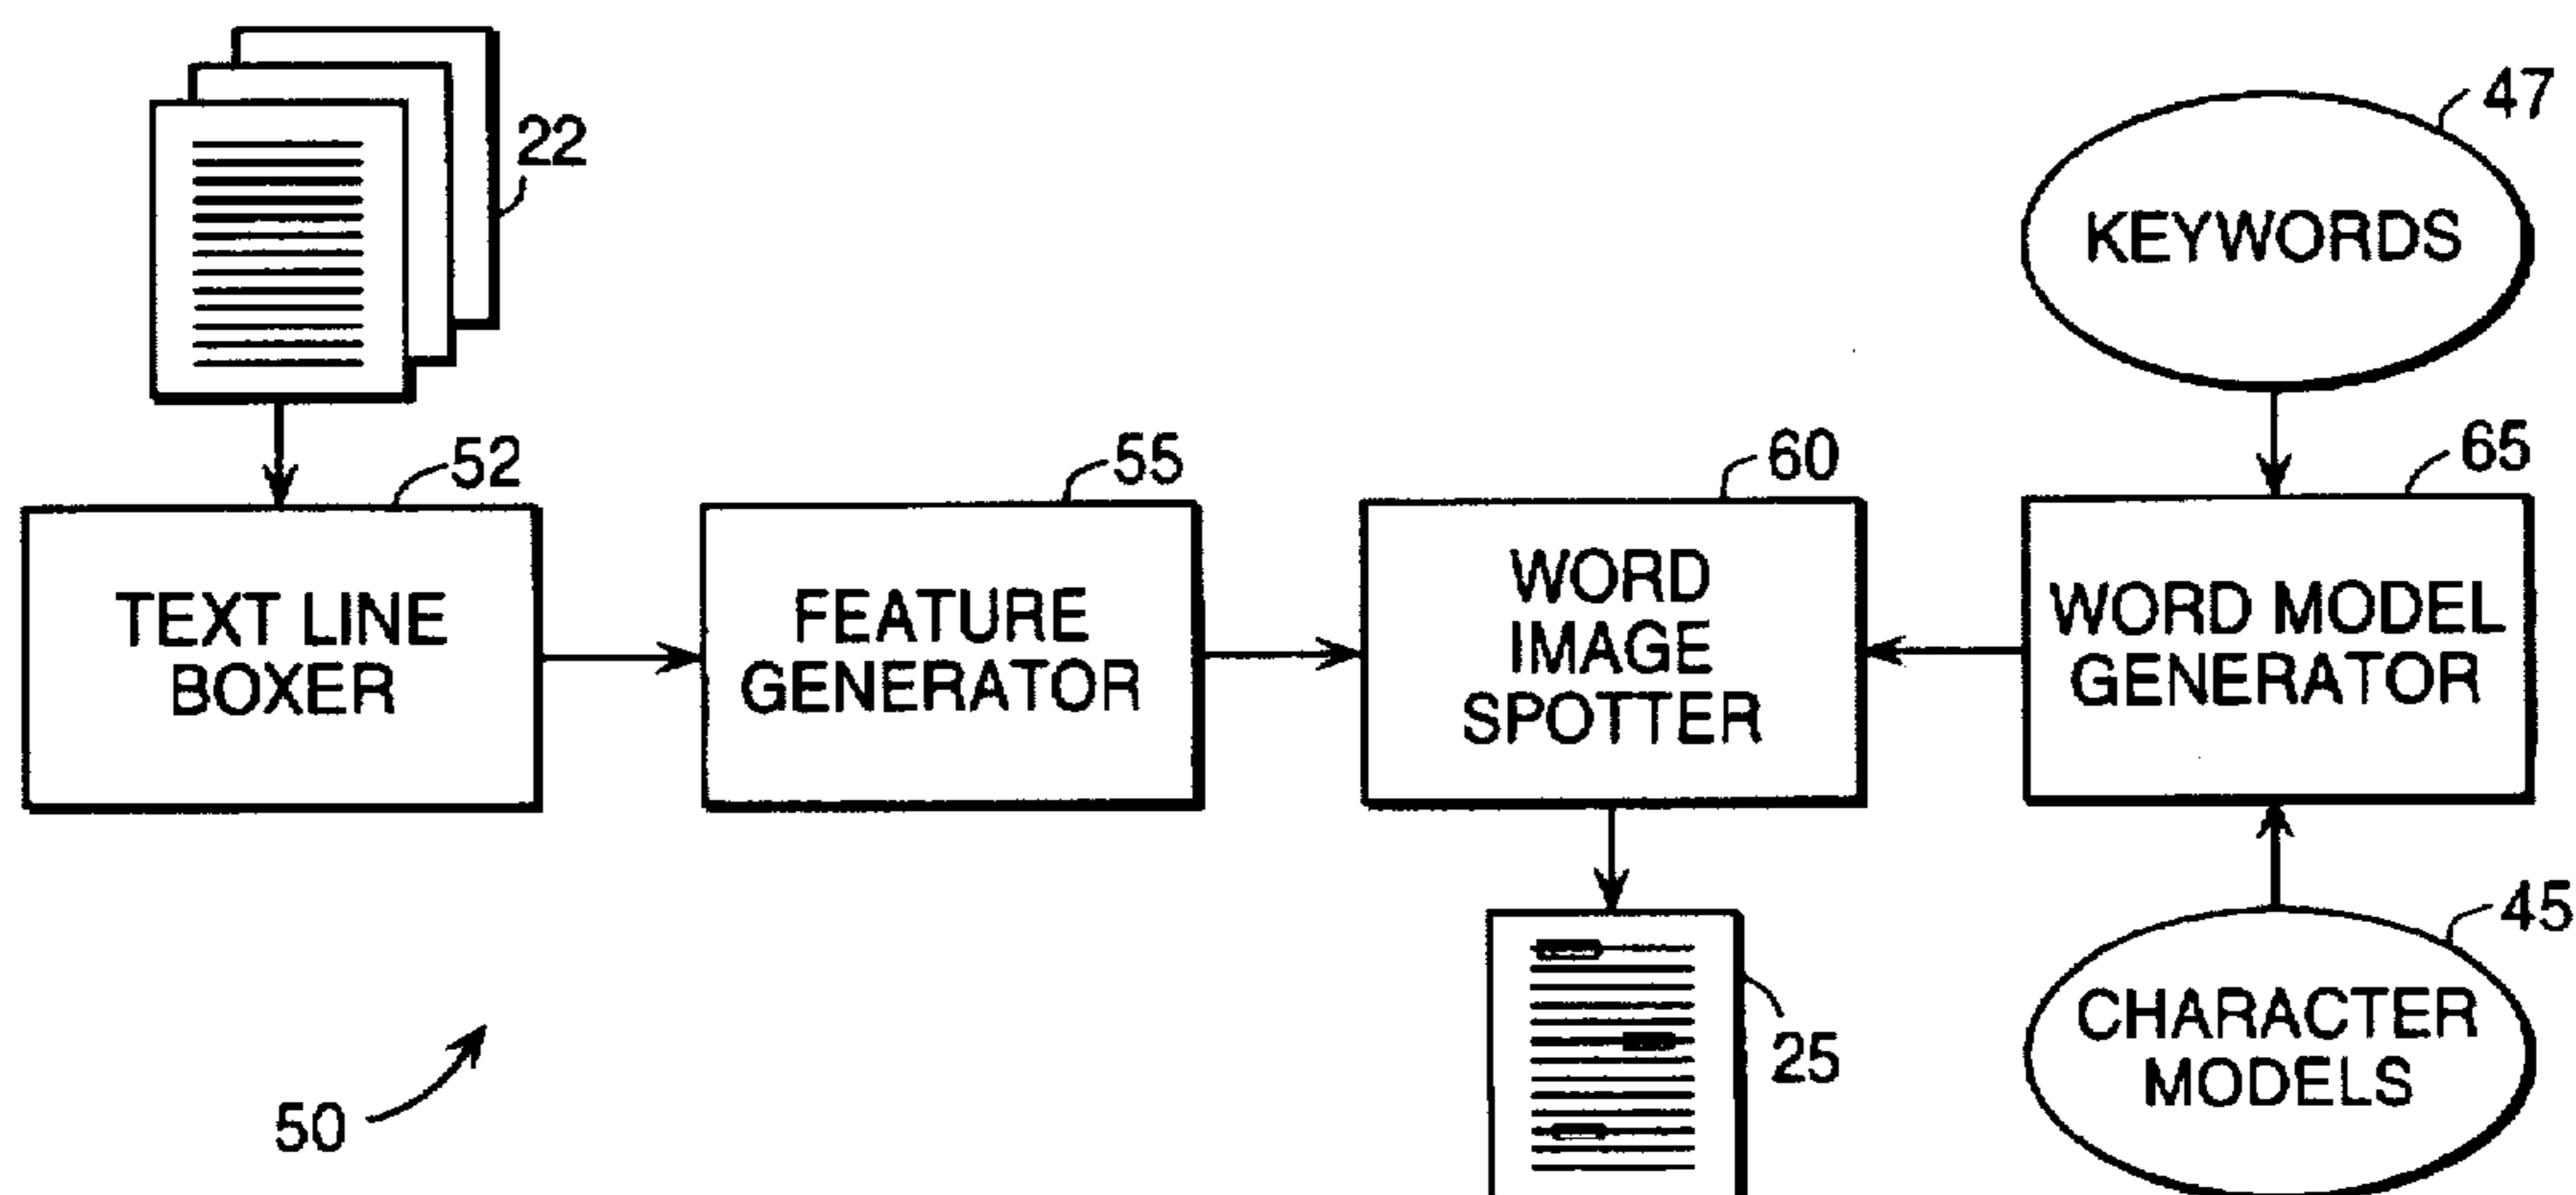 22
47
KEYWORDS
52
55
60
65
TEXT LINE
BOXER
FEATURE
GENERATOR
WORD
IMAGE
SPOTTER
WORD MODEL
GENERATOR
25
45
CHARACTER
MODELS
50